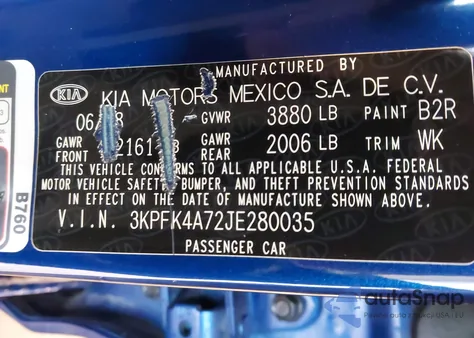 MANUFACTURED BY
KIA KIA MOTORS MEXICO S.A. DE C.V.
GVWR 3880 LB PAINT B2R
GAWR FRONT GAWR REAR 2006 LB TRIM WK
THIS VEHICLE CONFORMS TO ALL APPLICABLE U.S.A. FEDERAL
MOTOR VEHICLE SAFETY BUMPER, AND THEFT PREVENTION STANDARDS
IN EFFECT ON THE DATE OF MANUFACTURE SHOWN ABOVE.
V.I.N. 3KPFK4A72JE280035
PASSENGER CAR
B760
autoSnap